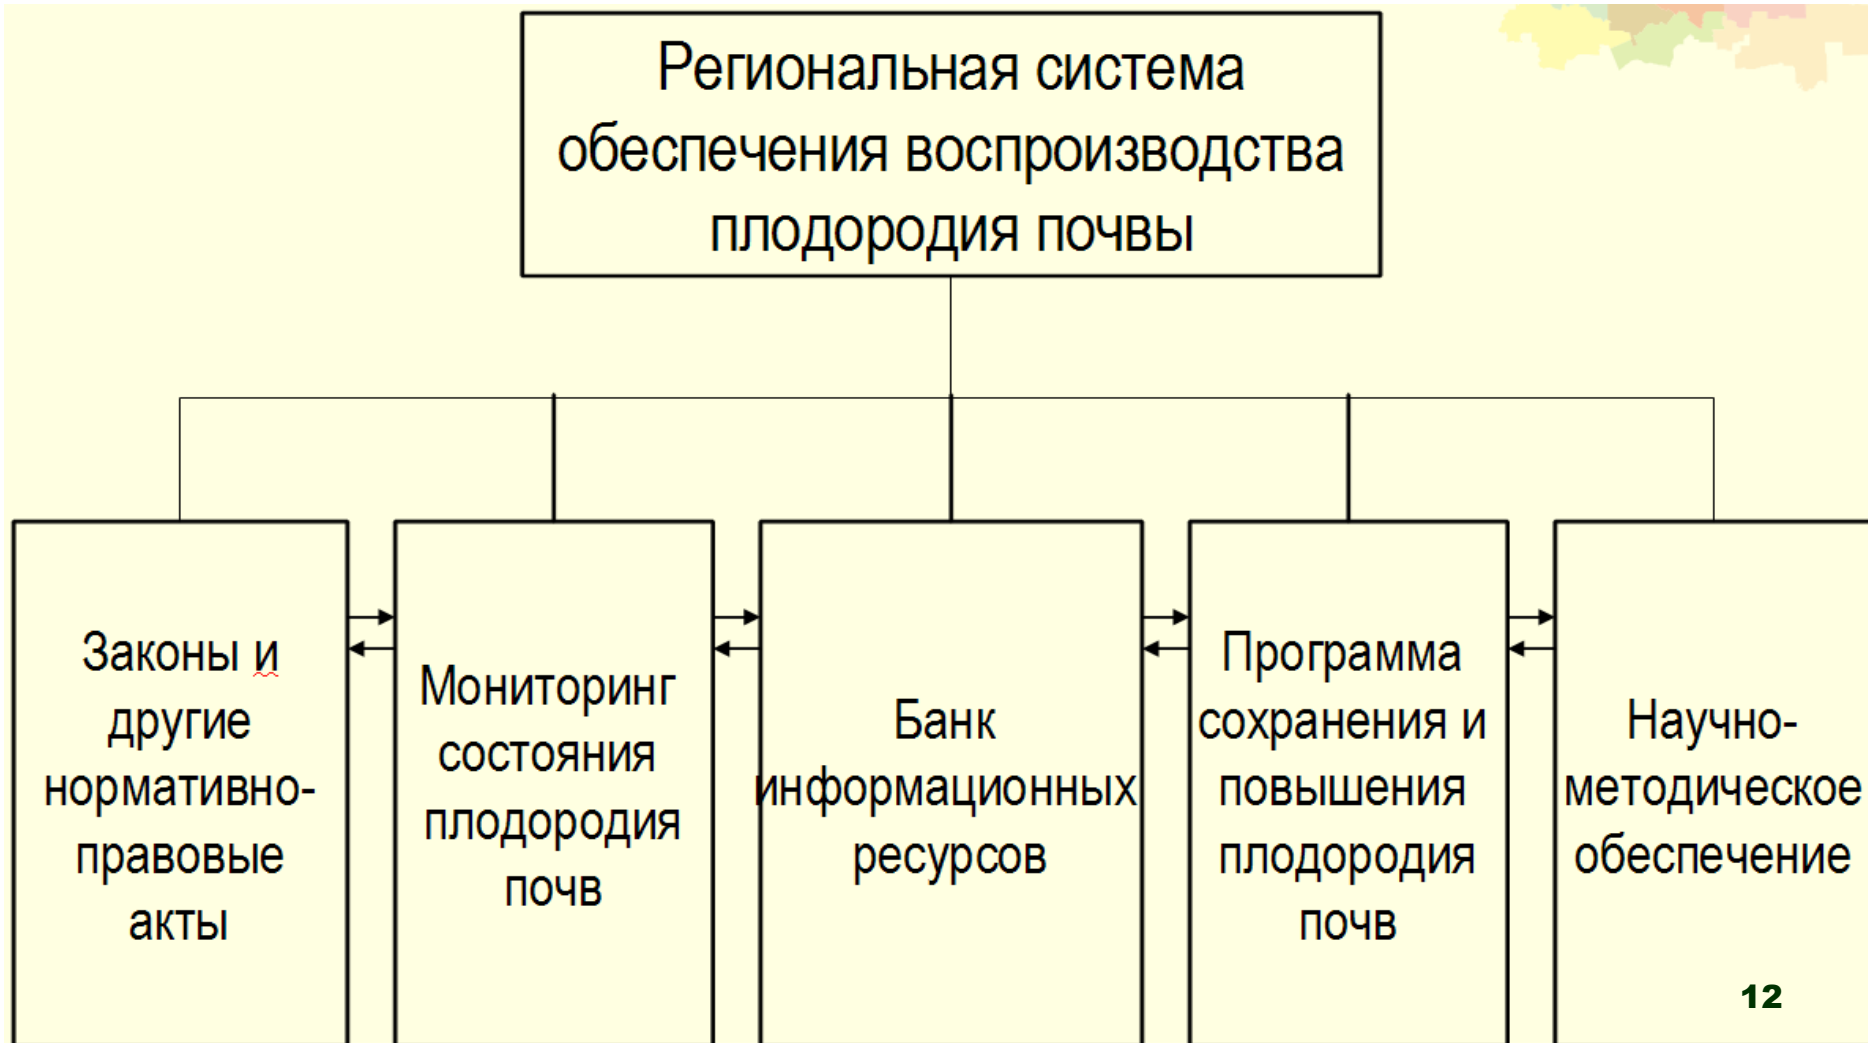 Региональная система
обеспечения воспроизводства
плодородия почвы
Законы и
другие
нормативно-
правовые
акты
Мониторинг
состояния
плодородия
почв
Банк
информационных
ресурсов
Программа
сохранения и
повышения
плодородия
почв
Научно-
методическое
обеспечение
12